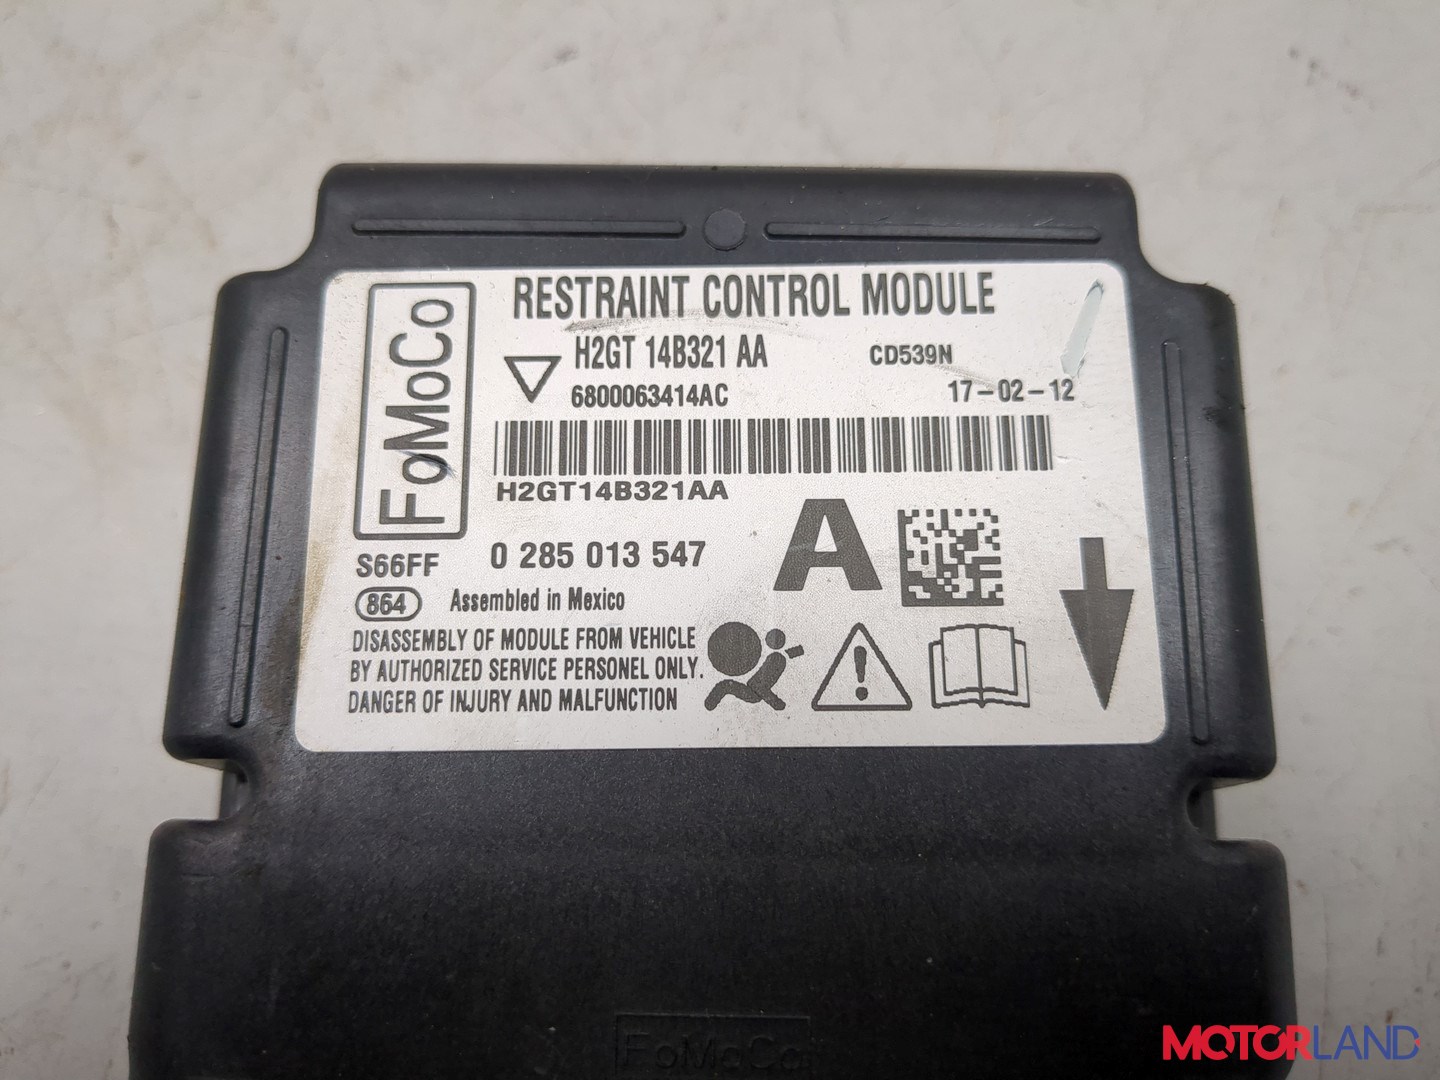 RESTRAINT CONTROL MODULE
FoMoCo
H2GT 14B321 AA
CD539N
6800063414AC
17-02-12
H2GT14B321AA
A
S66FF
0 285 013 547
864
Assembled in Mexico
DISASSEMBLY OF MODULE FROM VEHICLE
BY AUTHORIZED SERVICE PERSONEL ONLY.
DANGER OF INJURY AND MALFUNCTION
FoMoCo
MOTORLAND